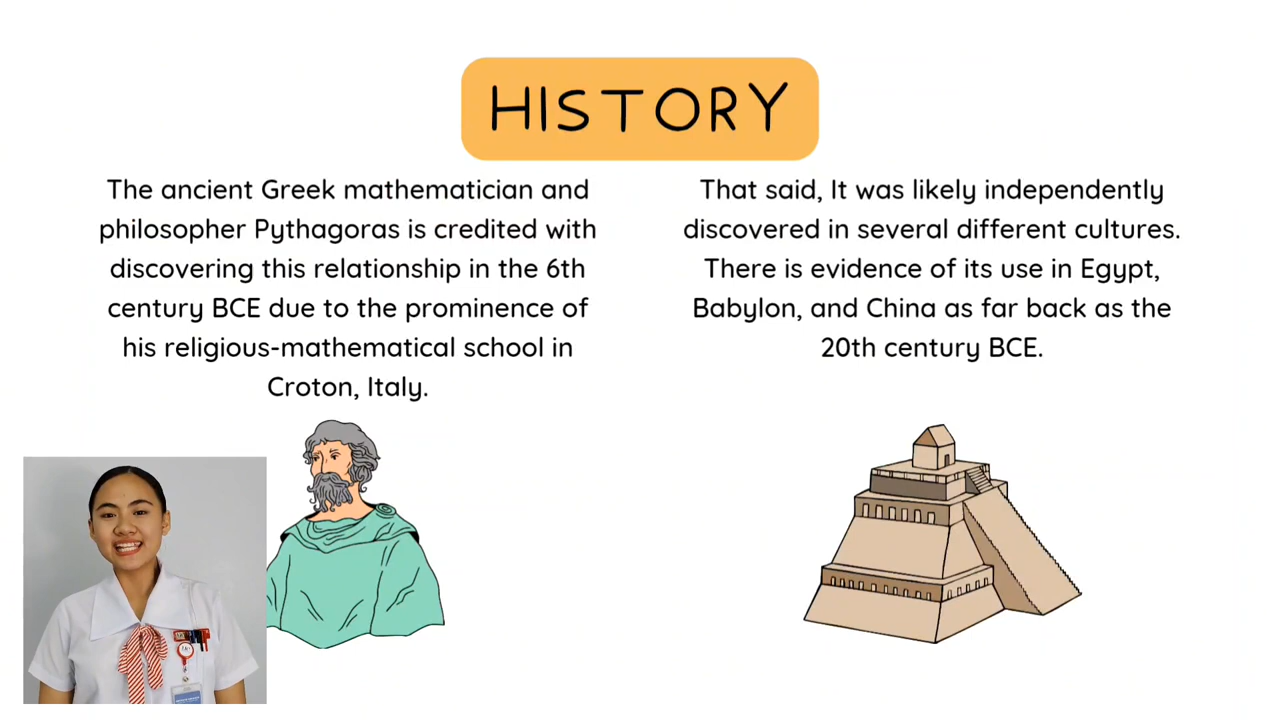 HISTORY
The ancient Greek mathematician and
philosopher Pythagoras is credited with
discovering this relationship in the 6th
century BCE due to the prominence of
his religious-mathematical school in
Croton, Italy.
That said, It was likely independently
discovered in several different cultures.
There is evidence of its use in Egypt,
Babylon, and China as far back as the
20th century BCE.